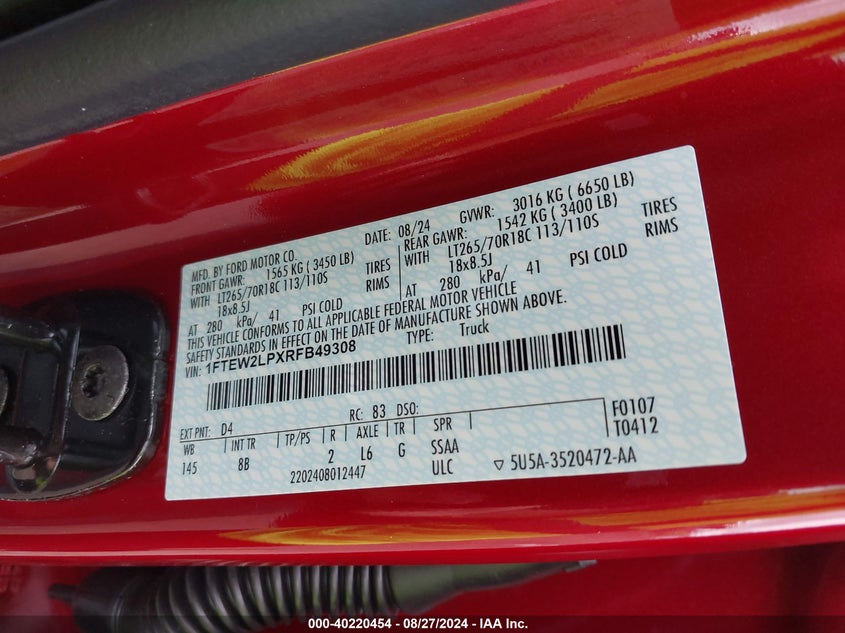 MFD. BY FORD MOTOR CO.
DATE: 08/24 GVWR: 3016 KG ( 6650 LB)
FRONT GAWR: 1565 KG ( 3450 LB)
REAR GAWR: 1542 KG ( 3400 LB)
WITH LT265/70R18C 113/110S TIRES
WITH LT265/70R18C 113/110S TIRES
18x8.5J RIMS
18x8.5J RIMS
AT 280 kPa/ 41 PSI COLD
AT 280 kPa/ 41 PSI COLD
THIS VEHICLE CONFORMS TO ALL APPLICABLE FEDERAL MOTOR VEHICLE
SAFETY STANDARDS IN EFFECT ON THE DATE OF MANUFACTURE SHOWN ABOVE.
VIN: 1FTEW2LPXRFB49308 TYPE: Truck
EXT PNT: D4 RC: 83 DSO: F0107
WB INT TR TP/PS R AXLE TR SPR T0412
145 8B 2 L6 G SSAA
2202408012447 ULC ▽ 5U5A-3520472-AA
000-40220454 - 08/27/2024 - IAA Inc.